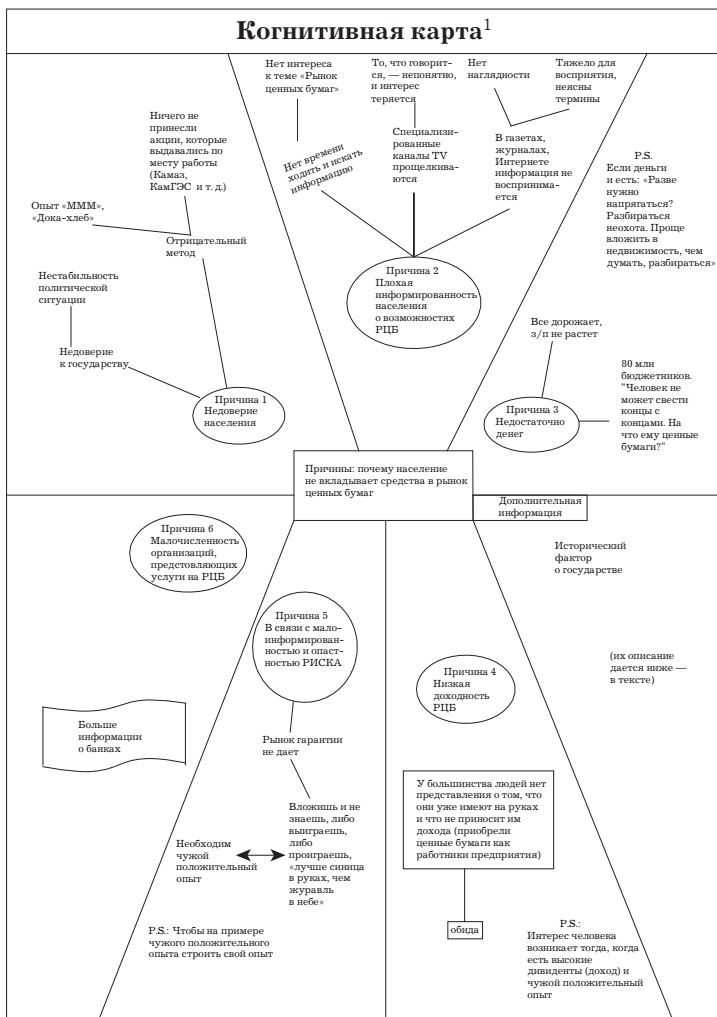 Когнитивная карта¹
Нет интереса
к теме «Рынок
ценных бумаг»
То, что говорит-
ся, — непонятно,
и интерес
теряется
Нет
наглядности
Тяжело для
восприятия,
неясны
термины
Ничего не
принесли
акции, которые
выдавались по
месту работы
(Камаз,
КамГЭС и т. д.)
Нет времени
ходить и искать
информацию
Специализи-
рованные
каналы TV
прощелкива-
ются
В газетах,
журналах,
Интернете
информация не
воспринима-
ется
P.S.
Если деньги
и есть: «Разве
нужно
напрягаться?
Разбираться
неохота. Проще
вложить в
недвижимость, чем
думать, разбираться»
Опыт «МММ»,
«Дока-хлеб»
Отрицательный
метод
Нестабильность
политической
ситуации
Недоверие
к государству
Причина 1
Недоверие
населения
Причина 2
Плохая
информированность
населения
о возможностях
РЦБ
Все дорожает,
з/п не растет
Причина 3
Недостаточно
денег
80 млн
бюджетников.
"Человек не
может свести
концы с
концами. На
что ему ценные
бумаги?"
Причины: почему население
не вкладывает средства в рынок
ценных бумаг
Дополнительная
информация
Причина 6
Малочисленность
организаций,
предстовляющих
услуги на РЦБ
Исторический
фактор
о государстве
Причина 5
В связи с мало-
информирован-
ностью и опаст-
ностью РИСКА
Причина 4
Низкая
доходность
РЦБ
(их описание
дается ниже —
в тексте)
Больше
информации
о банках
Рынок гарантии
не дает
Вложишь и не
знаешь, либо
выиграешь,
либо
проиграешь,
«лучше синица
в руках, чем
журавль
в небе»
Необходим
чужой
положительный
опыт
У большинства людей нет
представления о том, что
они уже имеют на руках
и что не приносит им
дохода (приобрели
ценные бумаги как
работники предприятия)
обида
P.S.: Чтобы на примере
чужого положительного
опыта строить свой опыт
P.S.:
Интерес человека
возникает тогда, когда
есть высокие
дивиденты (доход) и
чужой положительный
опыт